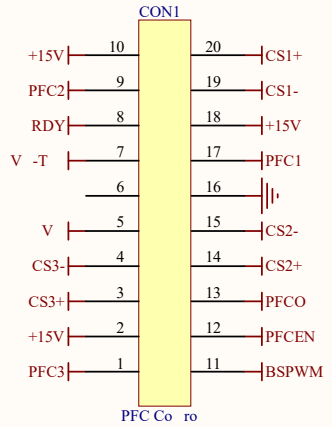 CON1
+15V 10 20 CS1+
PFC2 9 19 CS1-
RDY 8 18 +15V
V -T 7 17 PFC1
6 16
V 5 15 CS2-
CS3- 4 14 CS2+
CS3+ 3 13 PFCO
+15V 2 12 PFCEN
PFC3 1 11 BSPWM
PFC Co ro